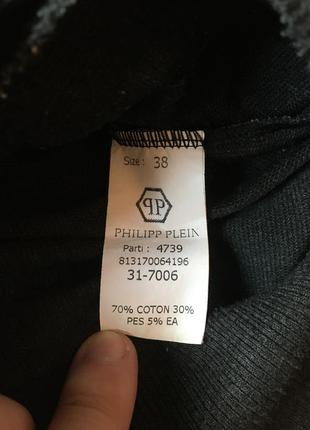 Size: 38
PP
PHILIPP PLEIN
Parti: 4739
813170064196
31-7006
70% COTON 30%
PES 5% EA